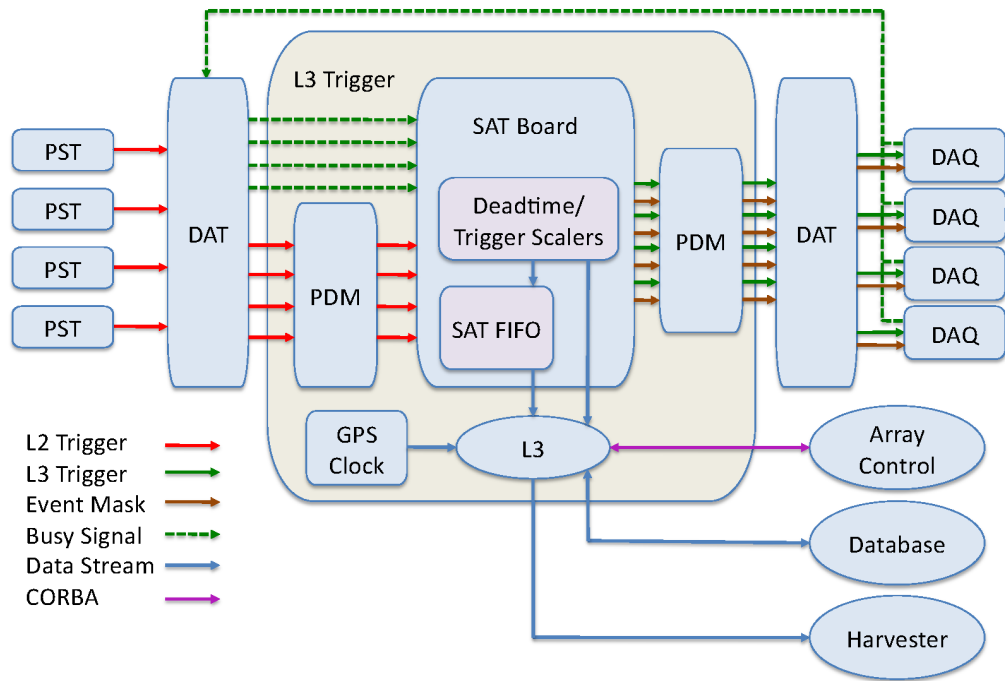 L3 Trigger
SAT Board
PST
PST
PST
PST
DAT
PDM
Deadtime/
Trigger Scalers
SAT FIFO
PDM
DAT
DAQ
DAQ
DAQ
DAQ
GPS
Clock
L3
Array
Control
Database
Harvester
L2 Trigger
L3 Trigger
Event Mask
Busy Signal
Data Stream
CORBA